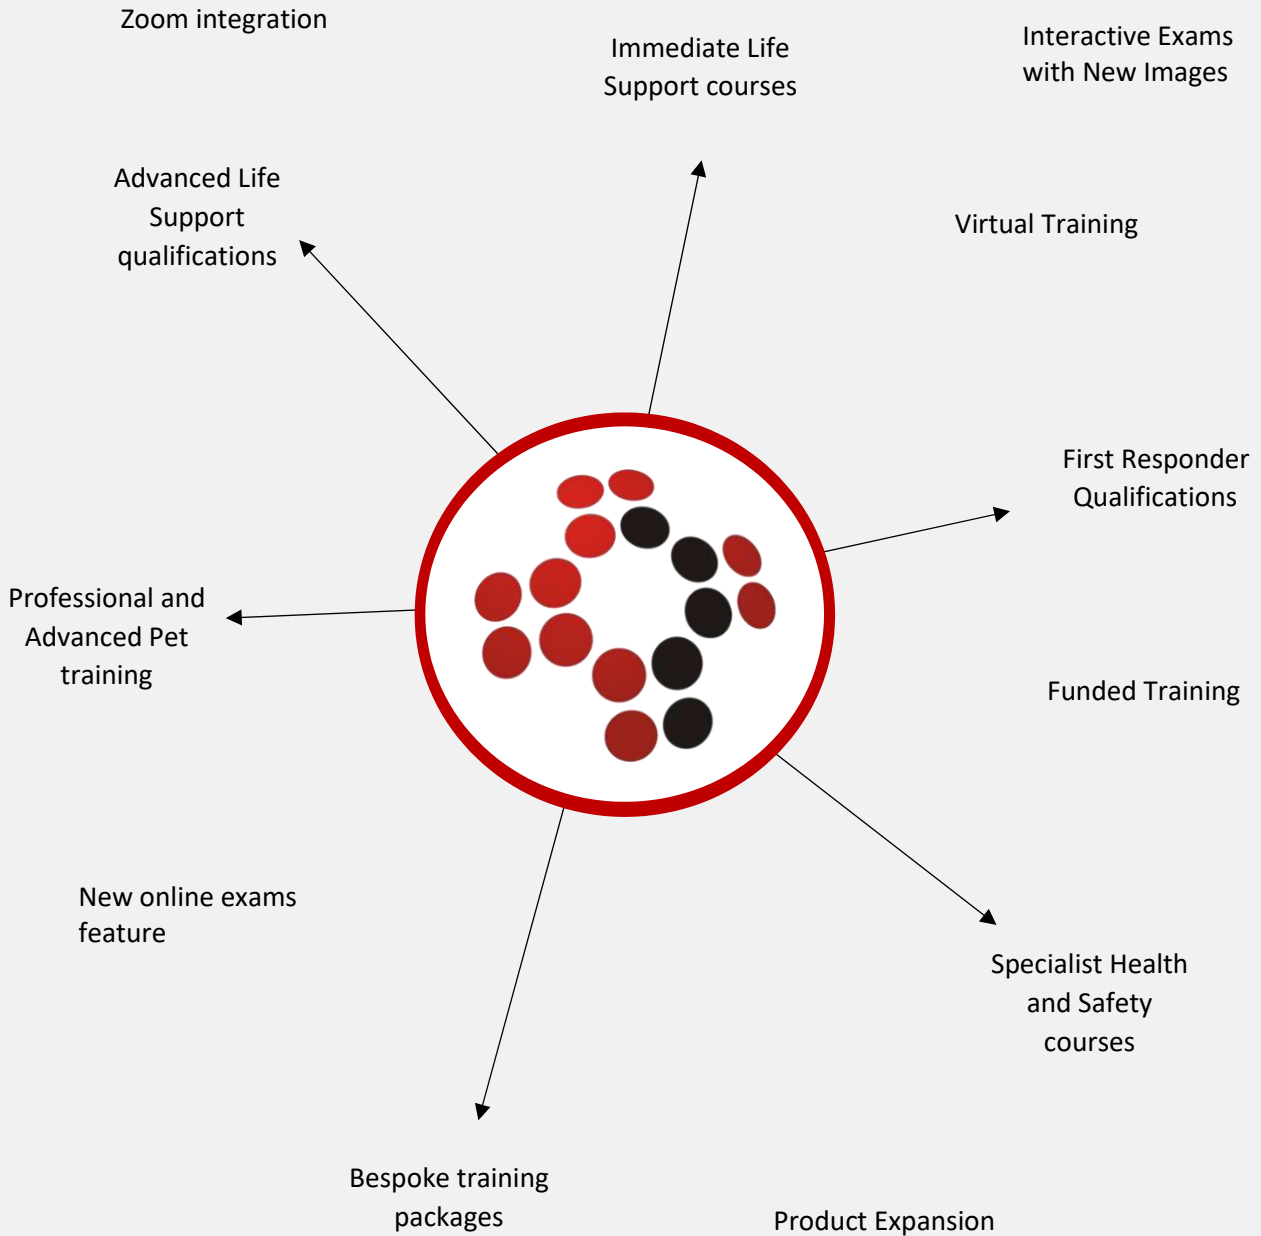 Zoom integration
Immediate Life
Support courses
Interactive Exams
with New Images
Advanced Life
Support
qualifications
Virtual Training
First Responder
Qualifications
Professional and
Advanced Pet
training
Funded Training
New online exams
feature
Specialist Health
and Safety
courses
Bespoke training
packages
Product Expansion